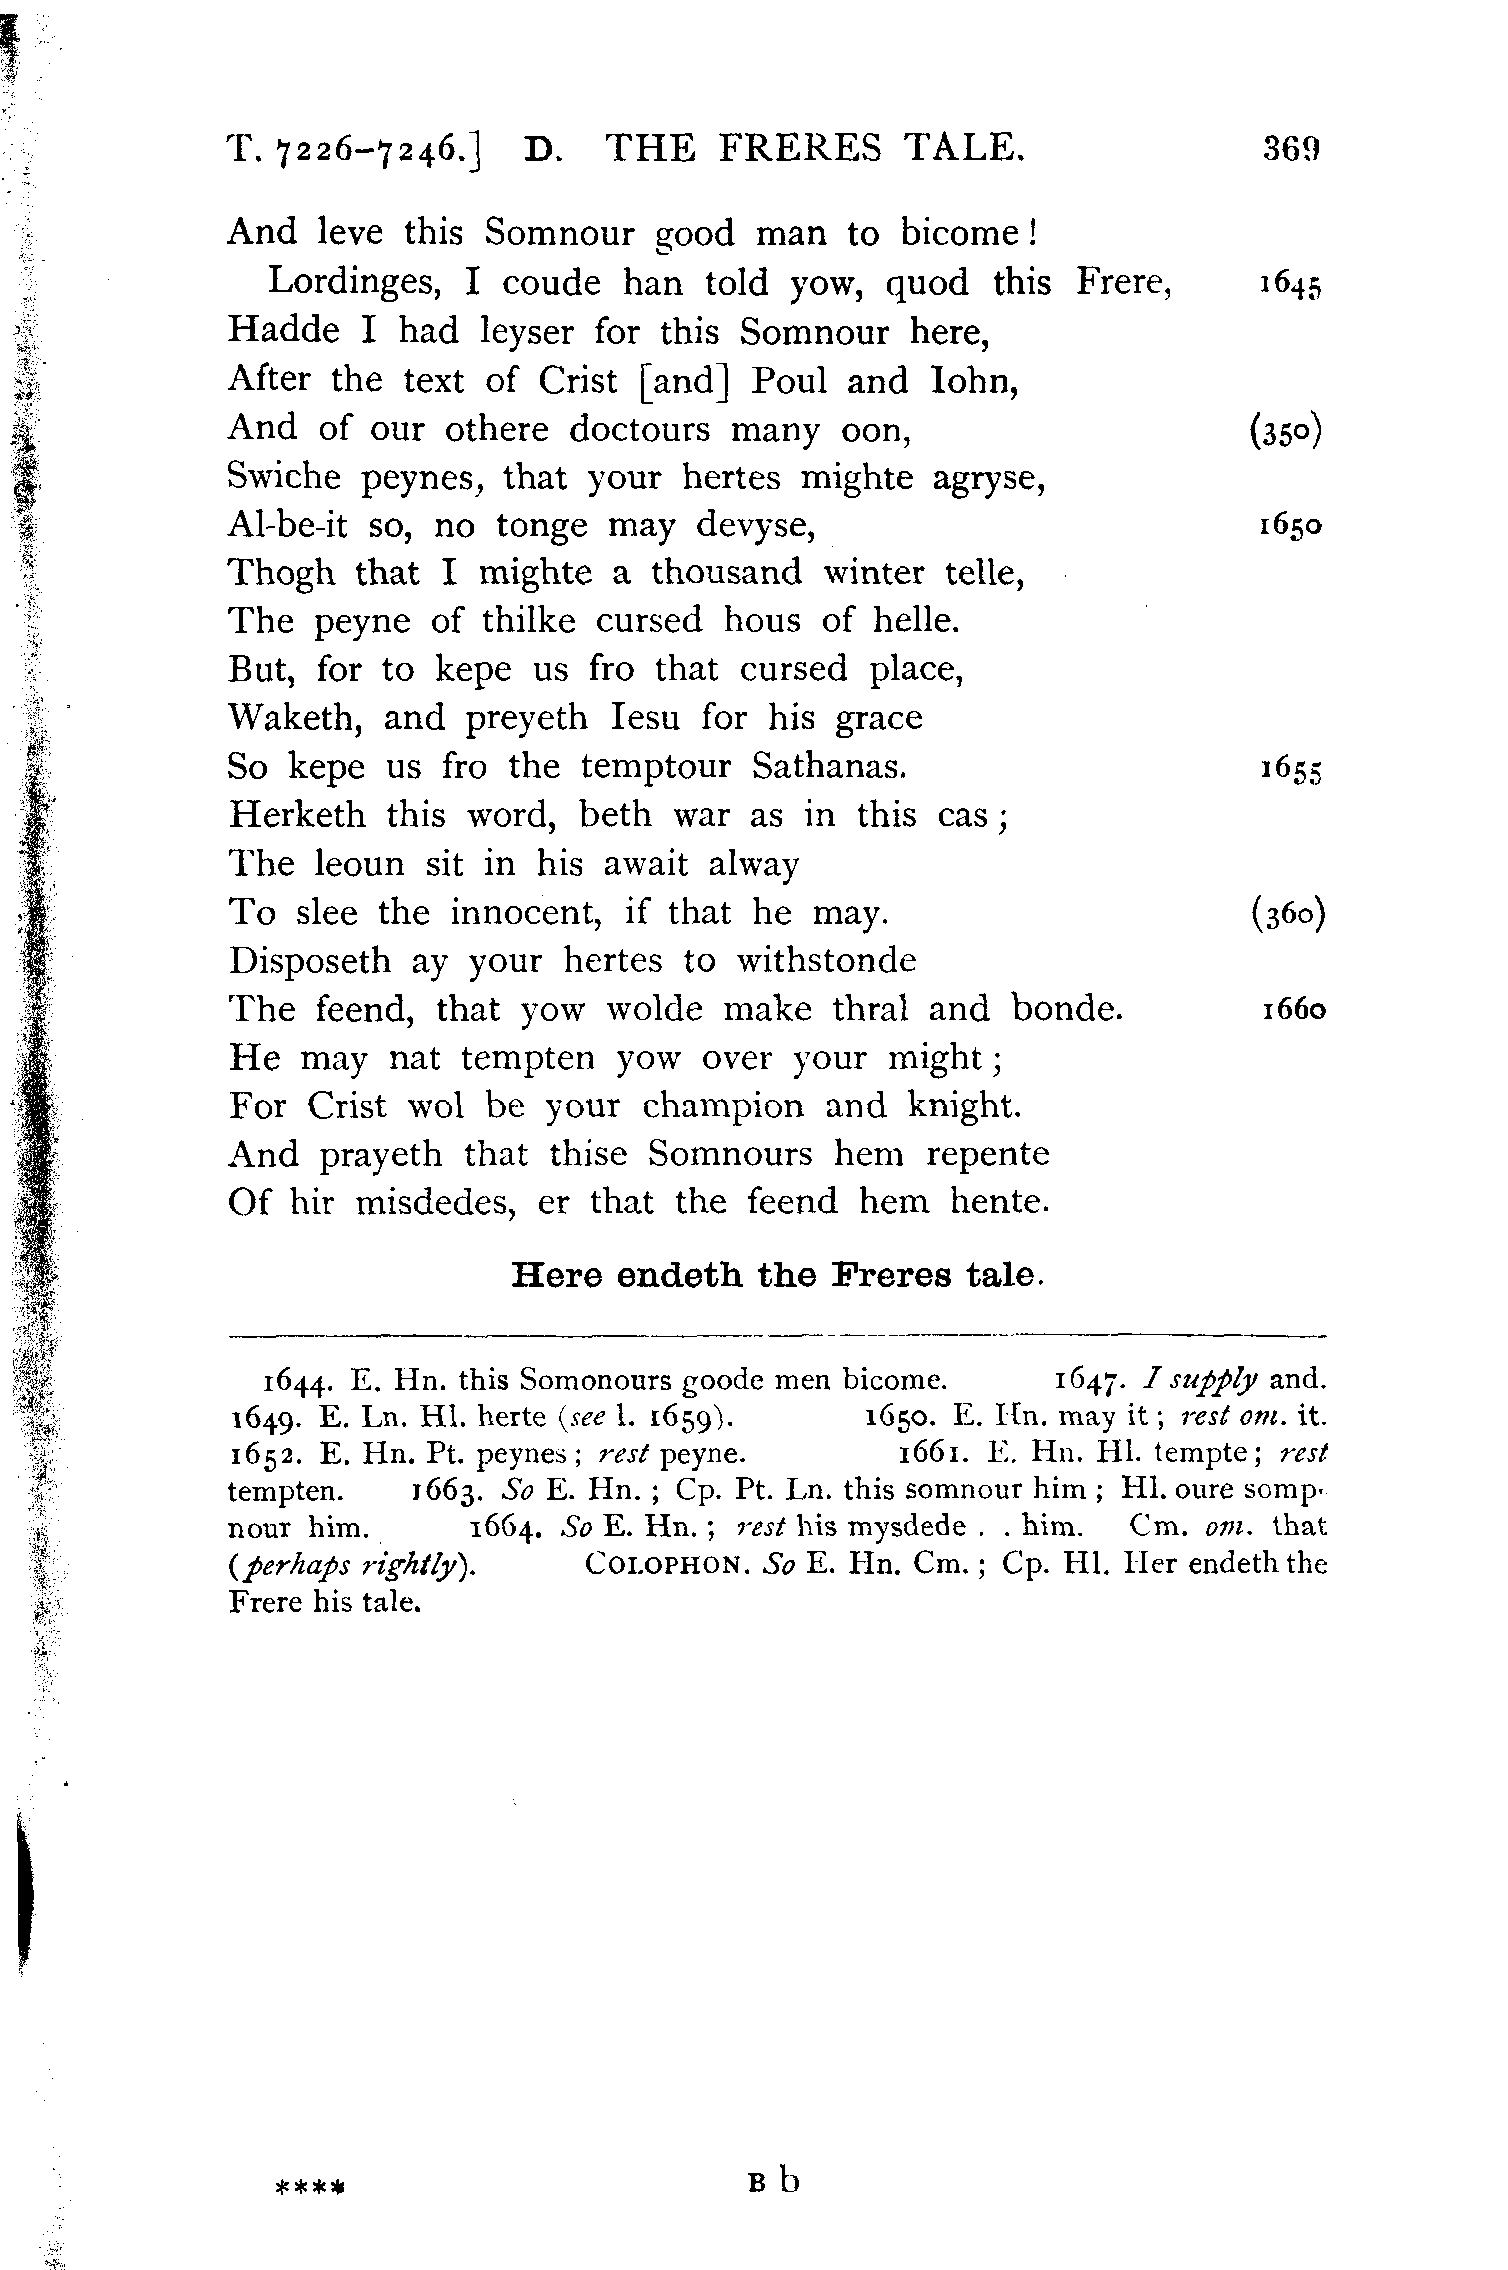 T. 7226–7246.] D. THE FRERES TALE. 369
And leve this Somnour good man to bicome!
Lordinges, I coude han told yow, quod this Frere, 1645
Hadde I had leyser for this Somnour here,
After the text of Crist [and] Poul and Iohn,
And of our othere doctours many oon, (350)
Swiche peynes, that your hertes mighte agryse,
Al-be-it so, no tonge may devyse, 1650
Thogh that I mighte a thousand winter telle,
The peyne of thilke cursed hous of helle.
But, for to kepe us fro that cursed place,
Waketh, and preyeth Iesu for his grace
So kepe us fro the temptour Sathanas. 1655
Herketh this word, beth war as in this cas;
The leoun sit in his await alway
To slee the innocent, if that he may. (360)
Disposeth ay your hertes to withstonde
The feend, that yow wolde make thral and bonde. 1660
He may nat tempten yow over your might;
For Crist wol be your champion and knight.
And prayeth that thise Somnours hem repente
Of hir misdedes, er that the feend hem hente.
Here endeth the Freres tale.
1644. E. Hn. this Somonours goode men bicome. 1647. I supply and.
1649. E. Ln. Hl. herte (see l. 1659). 1650. E. Hn. may it; rest om. it.
1652. E. Hn. Pt. peynes; rest peyne. 1661. E. Hn. Hl. tempte; rest
tempten. 1663. So E. Hn.; Cp. Pt. Ln. this somnour him; Hl. oure somp-
nour him. 1664. So E. Hn.; rest his mysdede . . him. Cm. om. that
(perhaps rightly). COLOPHON. So E. Hn. Cm.; Cp. Hl. Her endeth the
Frere his tale.
**** B b